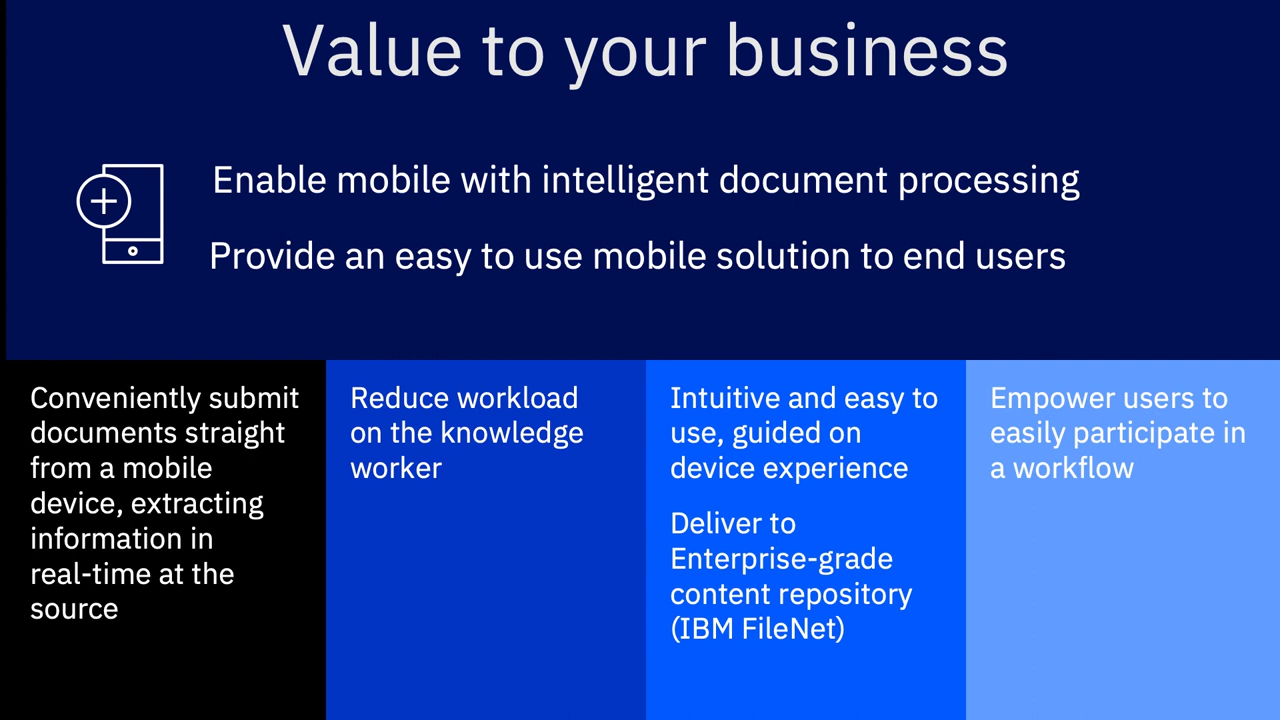 Value to your business
Enable mobile with intelligent document processing
Provide an easy to use mobile solution to end users
Conveniently submit
documents straight
from a mobile
device, extracting
information in
real-time at the
source
Reduce workload
on the knowledge
worker
Intuitive and easy to
use, guided on
device experience
Deliver to
Enterprise-grade
content repository
(IBM FileNet)
Empower users to
easily participate in
a workflow